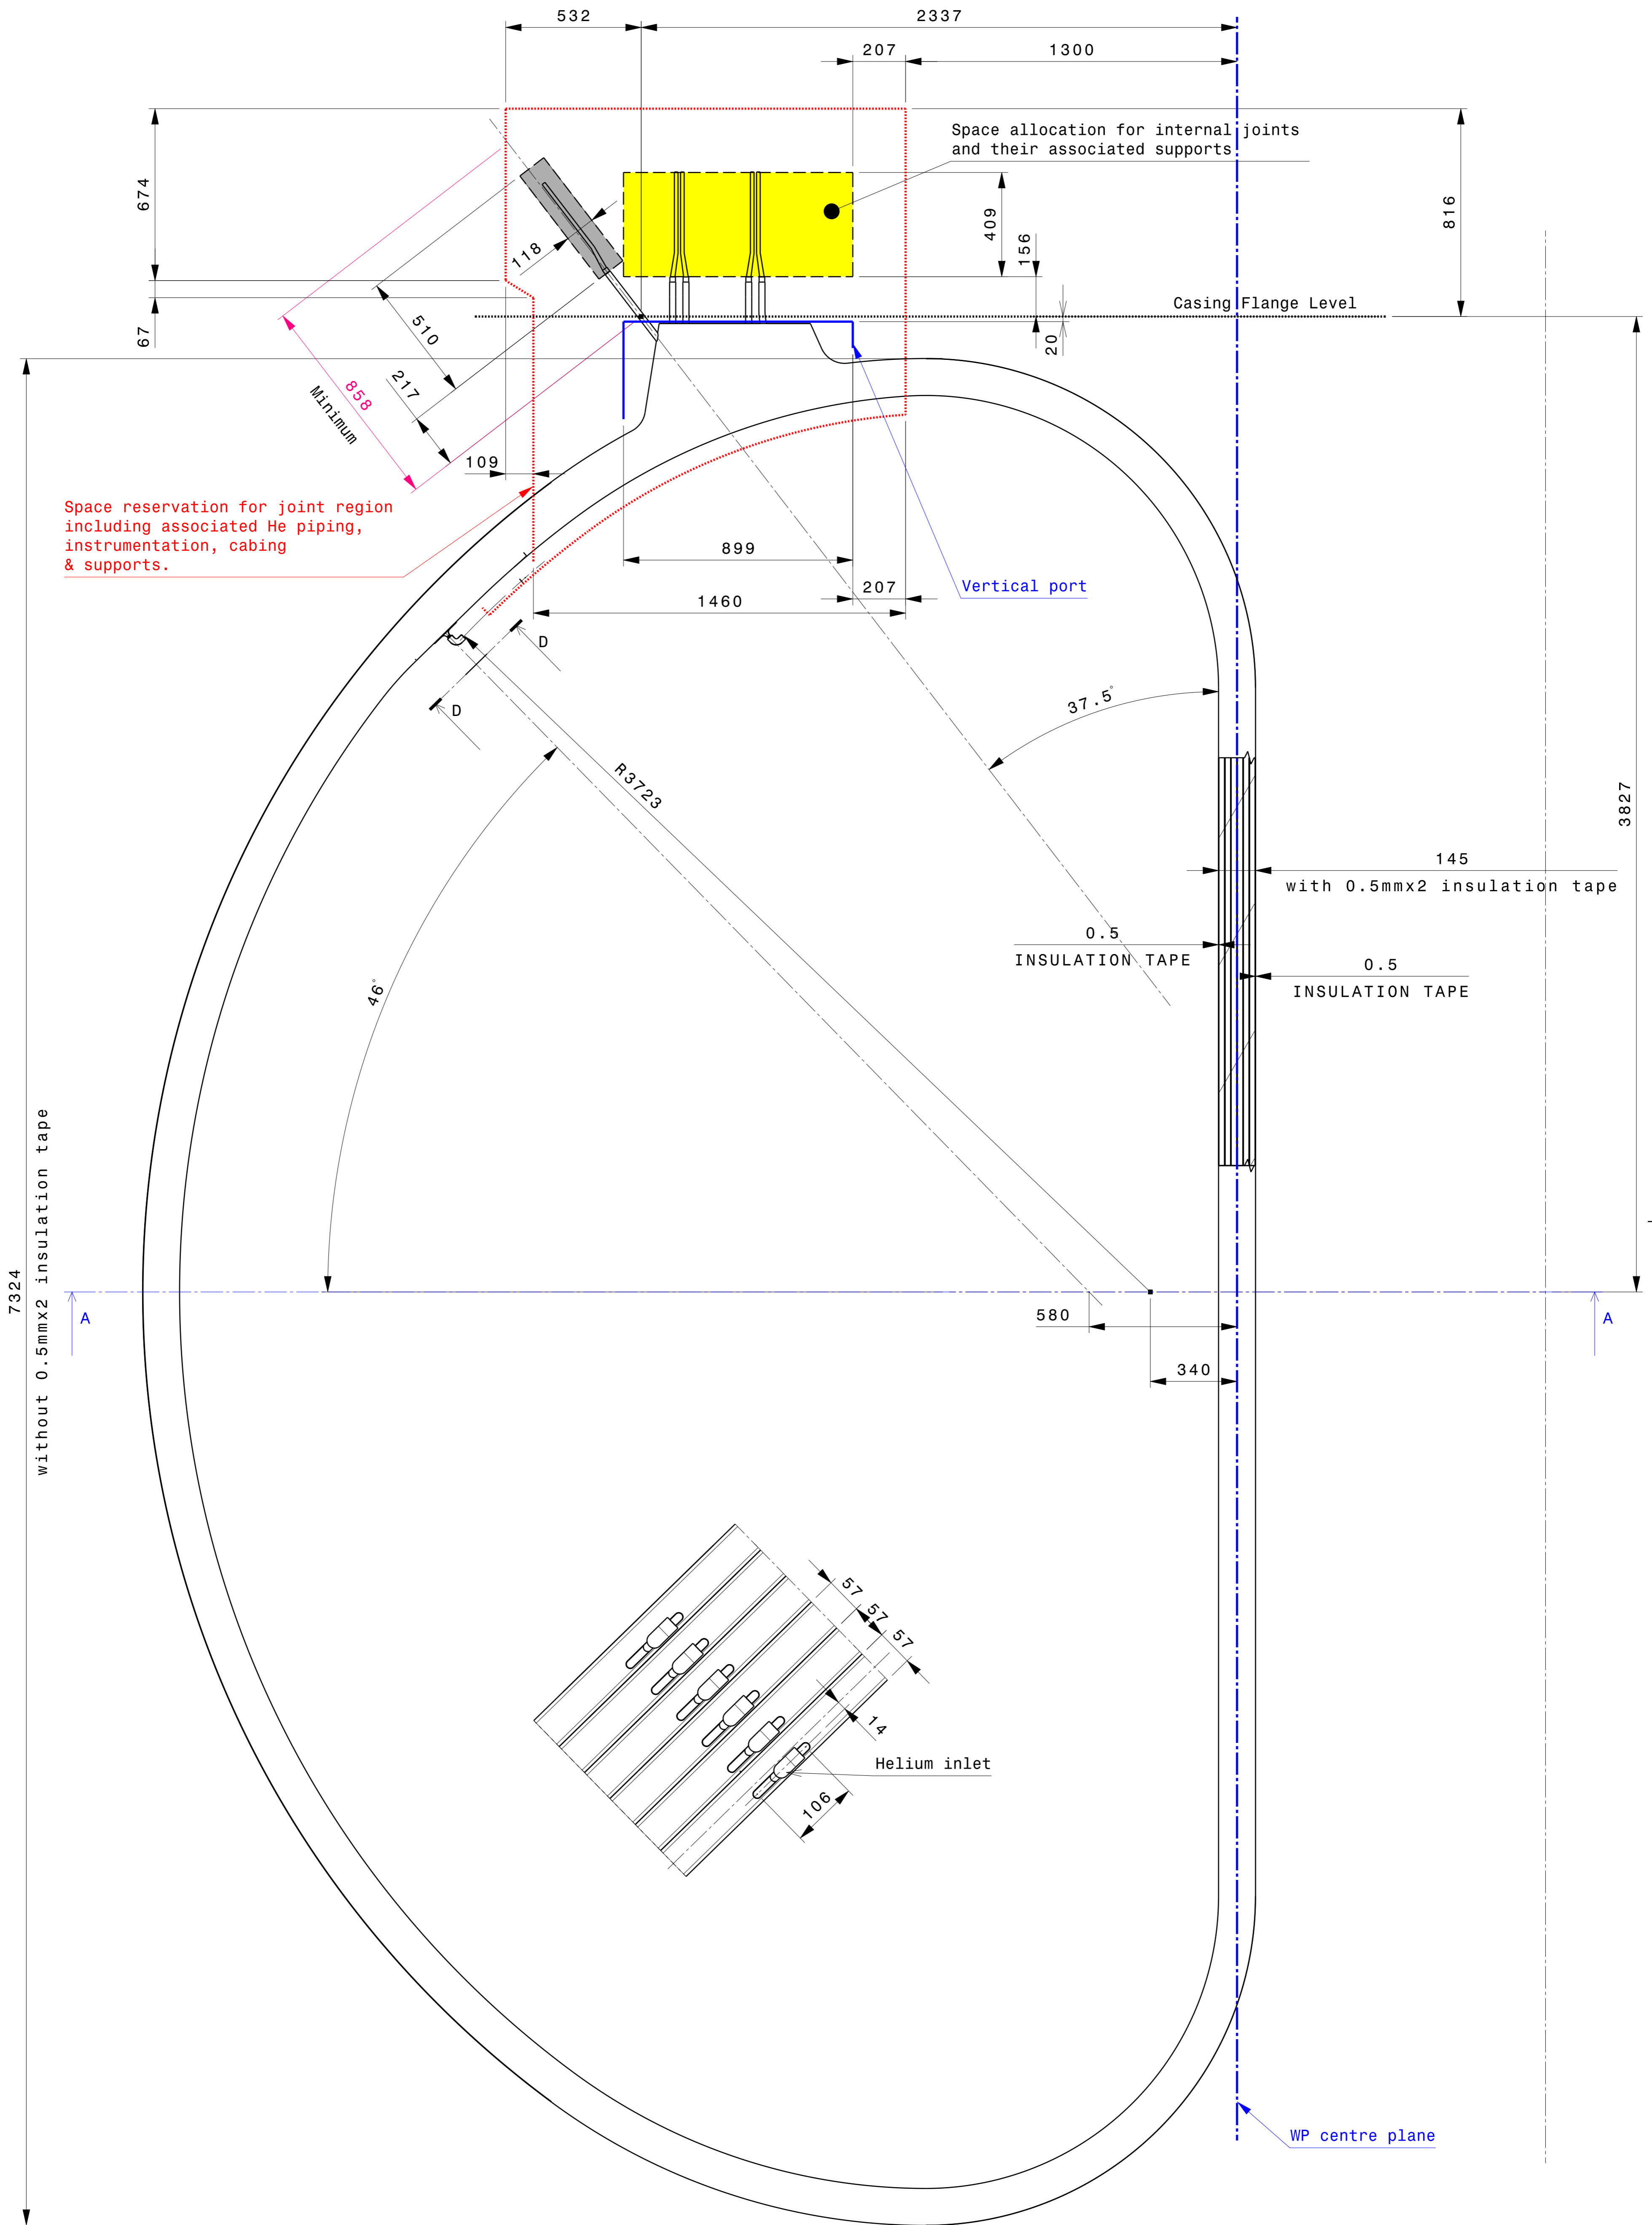 532
2337
207
1300
Space allocation for internal joints
and their associated supports
674
816
409
118
156
Casing Flange Level
67
510
20
858
Minimum
217
109
Space reservation for joint region
including associated He piping,
instrumentation, cabing
& supports.
899
Vertical port
1460
207
D
D
37.5°
R3723
3827
145
with 0.5mmx2 insulation tape
0.5
INSULATION TAPE
0.5
INSULATION TAPE
46°
7324
without 0.5mmx2 insulation tape
A
A
580
340
57
57
57
14
Helium inlet
106
WP centre plane